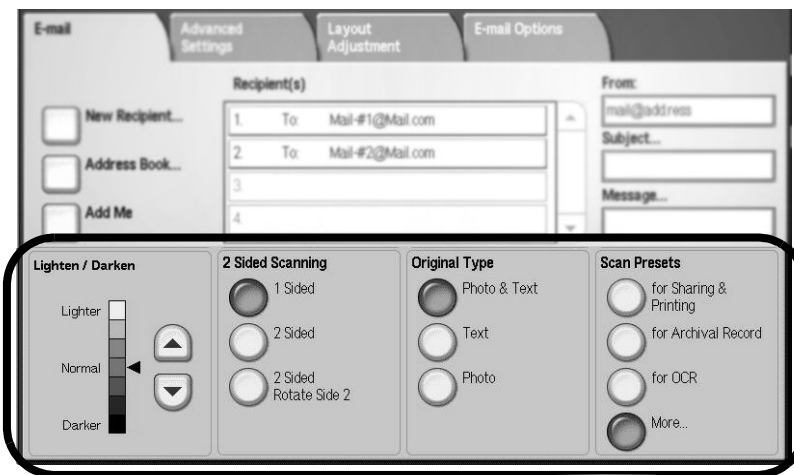 E-mail
Advanced
Settings
Layout
Adjustment
E-mail Options
Recipient(s)
From:
New Recipient...
1. To: Mail-#1@Mail.com
mail@address
Address Book...
2. To: Mail-#2@Mail.com
Subject...
3.
Message...
Add Me
4.
Lighten / Darken
Lighter
Normal
Darker
2 Sided Scanning
1 Sided
2 Sided
2 Sided
Rotate Side 2
Original Type
Photo & Text
Text
Photo
Scan Presets
for Sharing &
Printing
for Archival Record
for OCR
More...